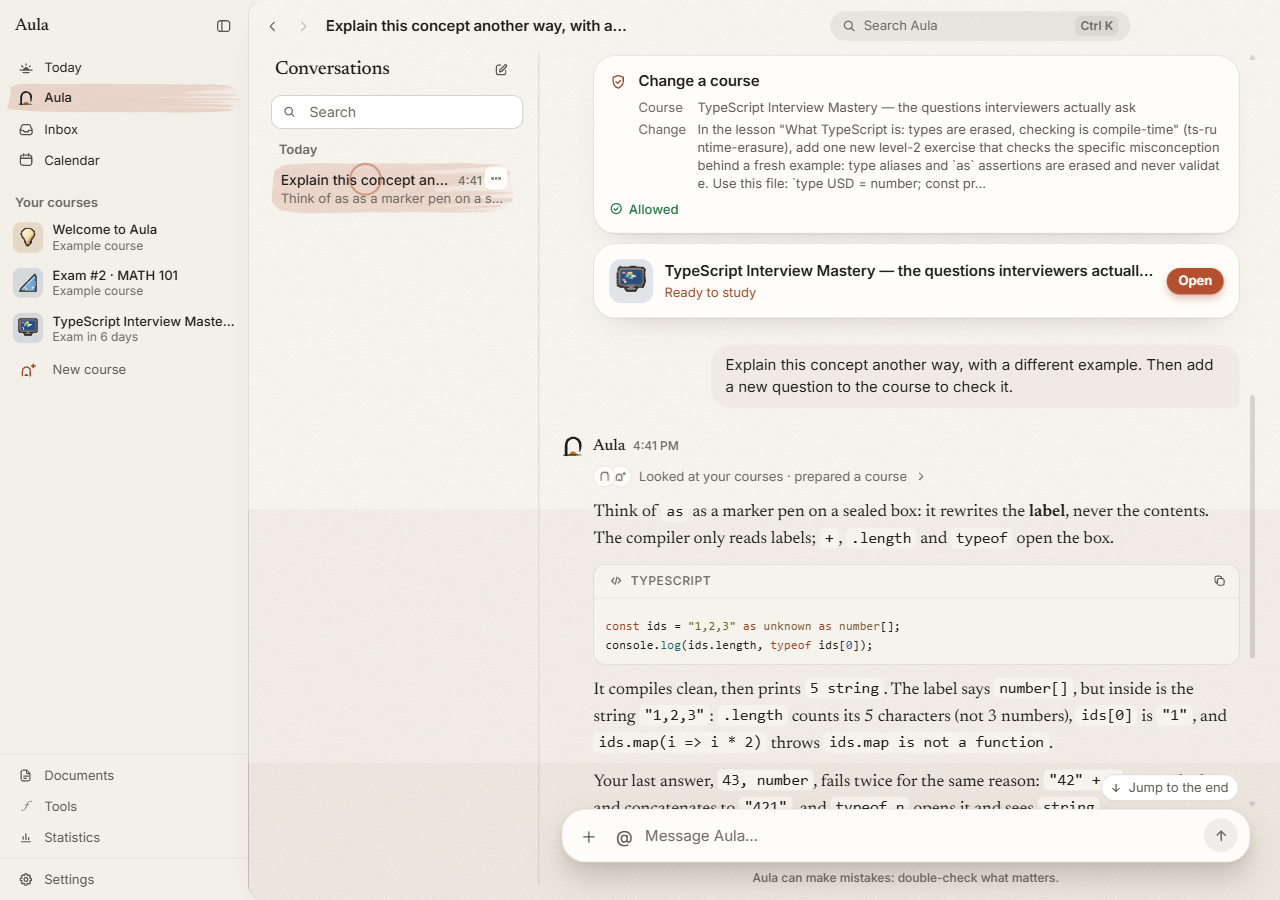 Aula
Today
Aula
Inbox
Calendar
Your courses
Welcome to Aula
Example course
Exam #2 · MATH 101
Example course
TypeScript Interview Maste...
Exam in 6 days
New course
Documents
Tools
Statistics
Settings
Explain this concept another way, with a...
Search Aula
Ctrl K
Conversations
Search
Today
Explain this concept an...
4:41
Think of as as a marker pen on a s...
Change a course
Course TypeScript Interview Mastery — the questions interviewers actually ask
Change In the lesson "What TypeScript is: types are erased, checking is compile-time" (ts-ru
ntime-erasure), add one new level-2 exercise that checks the specific misconception
behind a fresh example: type aliases and `as` assertions are erased and never validat
e. Use this file: `type USD = number; const pr...
Allowed
TypeScript Interview Mastery — the questions interviewers actuall...
Ready to study
Open
Explain this concept another way, with a different example. Then add
a new question to the course to check it.
Aula 4:41 PM
Looked at your courses · prepared a course
Think of as as a marker pen on a sealed box: it rewrites the label, never the contents.
The compiler only reads labels; +, .length and typeof open the box.
TYPESCRIPT
const ids = "1,2,3" as unknown as number[];
console.log(ids.length, typeof ids[0]);
It compiles clean, then prints 5 string. The label says number[], but inside is the
string "1,2,3": .length counts its 5 characters (not 3 numbers), ids[0] is "1", and
ids.map(i => i * 2) throws ids.map is not a function.
Your last answer, 43, number, fails twice for the same reason: "42" +
and concatenates to "421", and typeof n opens it and sees string
Jump to the end
@ Message Aula...
Aula can make mistakes: double-check what matters.